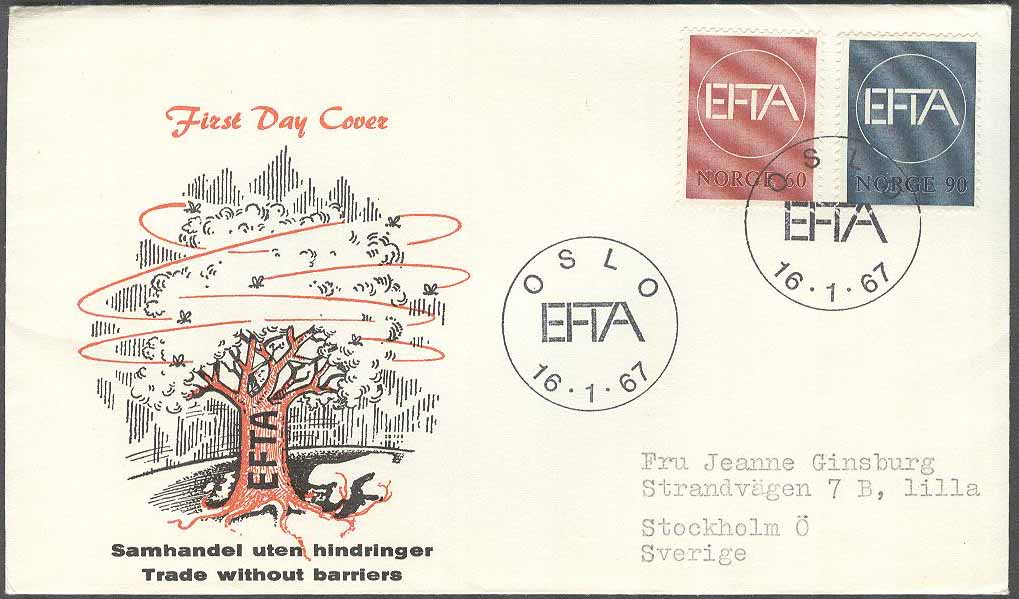 First Day Cover
EFTA
Samhandel uten hindringer
Trade without barriers
EFTA
NORGE 60
EFTA
NORGE 90
OSLO
EFTA
16.1.67
OSLO
EFTA
16.1.67
Fru Jeanne Ginsburg
Strandvägen 7 B, lilla
Stockholm Ö
Sverige